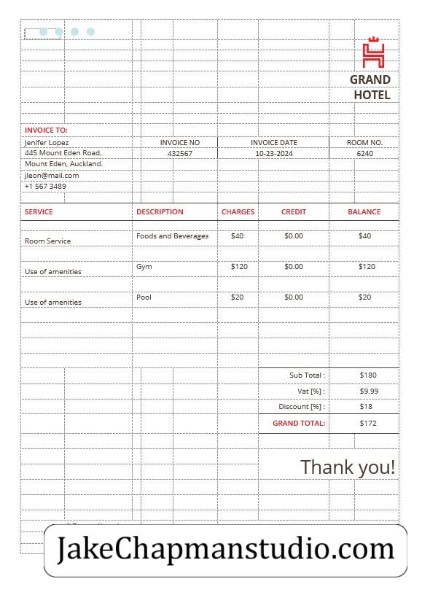 GRAND
HOTEL
INVOICE TO:
Jenifer Lopez
445 Mount Eden Road,
Mount Eden, Auckland.
jleon@mail.com
+1 567 3489
INVOICE NO INVOICE DATE ROOM NO.
432567 10-23-2024 6240
SERVICE DESCRIPTION CHARGES CREDIT BALANCE
Room Service Foods and Beverages $40 $0.00 $40
Use of amenities Gym $120 $0.00 $120
Use of amenities Pool $20 $0.00 $20
Sub Total : $180
Vat [%] : $9.99
Discount [%] : $18
GRAND TOTAL: $172
Thank you!
JakeChapmanstudio.com